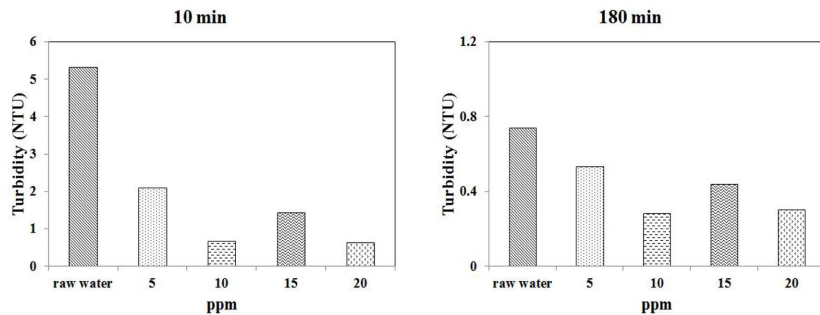 10 min
Turbidity (NTU)
6
5
4
3
2
1
0
raw water 5 10 15 20
ppm
180 min
Turbidity (NTU)
1.2
0.8
0.4
0
raw water 5 10 15 20
ppm